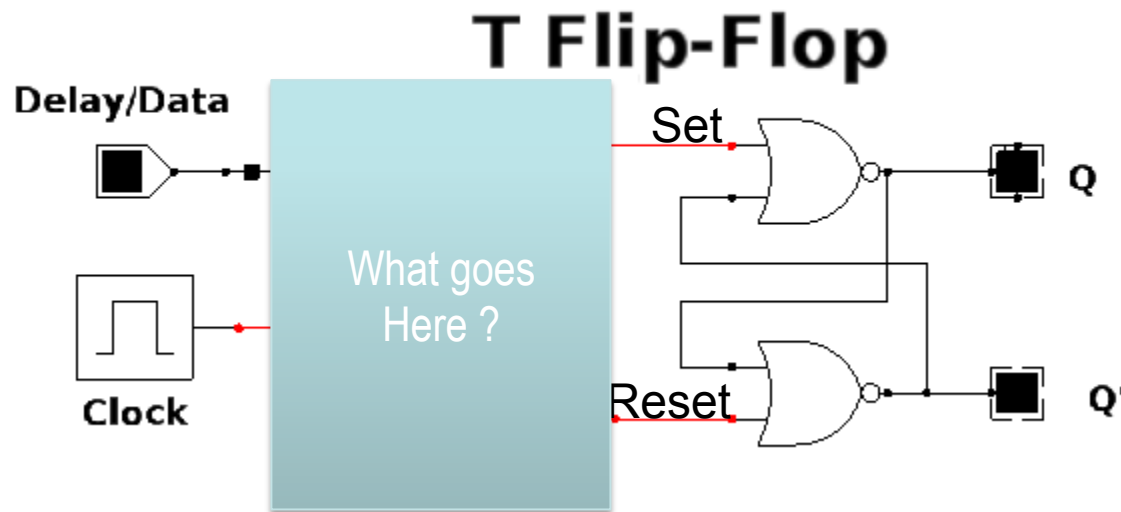 T Flip-Flop
Delay/Data
Set
Q
What goes
Here ?
Clock
Reset
Q'